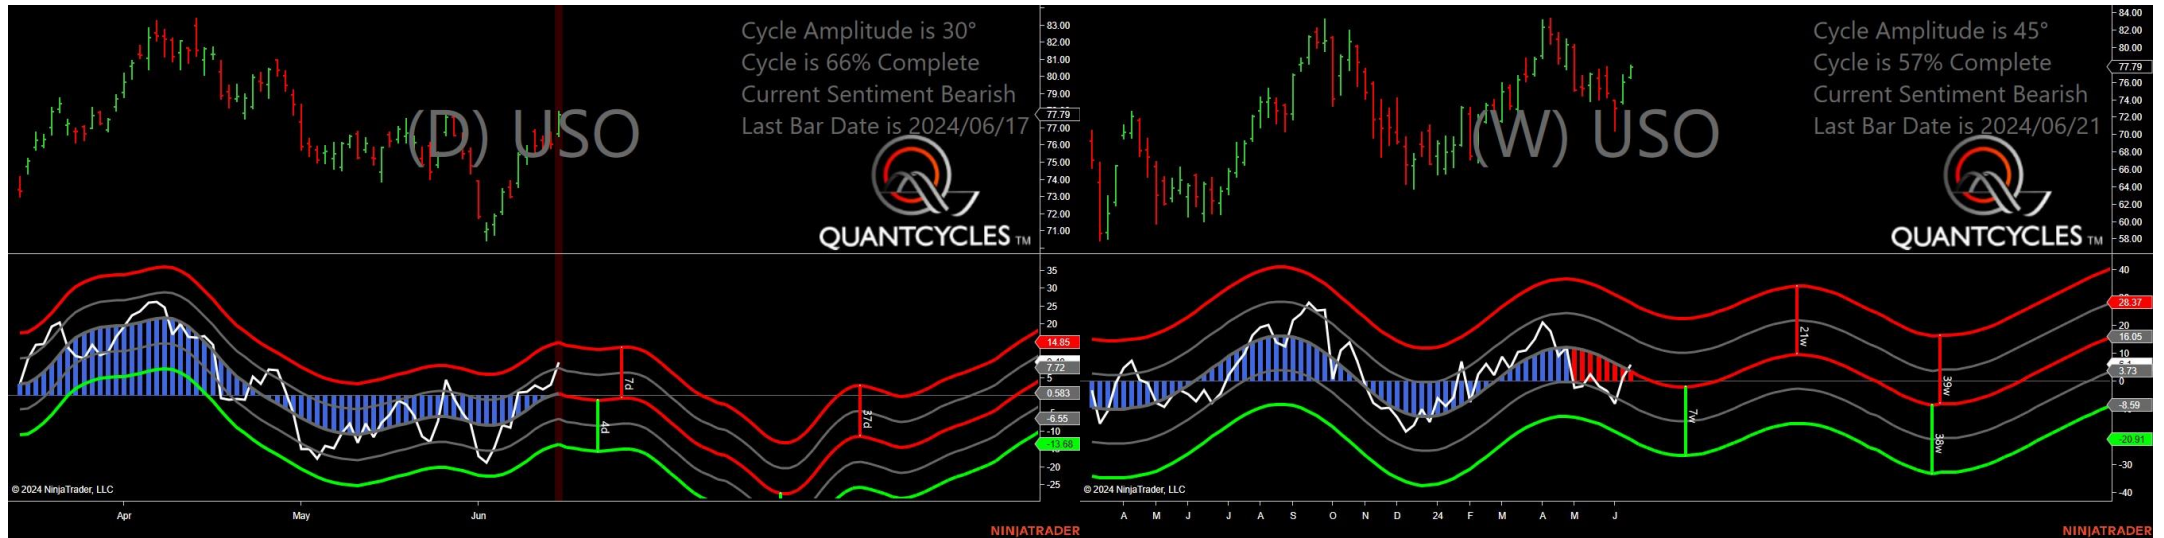 Cycle Amplitude is 30°
Cycle is 66% Complete
Current Sentiment Bearish
Last Bar Date is 2024/06/17
(D) USO
QUANTCYCLES TM
83.00
82.00
81.00
80.00
79.00
77.79
77.00
76.00
75.00
74.00
73.00
72.00
71.00
35
30
25
20
14.85
7.72
5
0.583
-6.55
-10
-13.68
-20
-25
7d
4d
37d
© 2024 NinjaTrader, LLC
Apr May Jun
NINJATRADER
Cycle Amplitude is 45°
Cycle is 57% Complete
Current Sentiment Bearish
Last Bar Date is 2024/06/21
(W) USO
QUANTCYCLES TM
84.00
82.00
80.00
77.79
76.00
74.00
72.00
70.00
68.00
66.00
64.00
62.00
60.00
58.00
40
28.37
20
16.05
10
3.73
0
-8.59
-20.91
-30
-40
21w
7w
39w
38w
© 2024 NinjaTrader, LLC
A M J J A S O N D 24 F M A M J
NINJATRADER